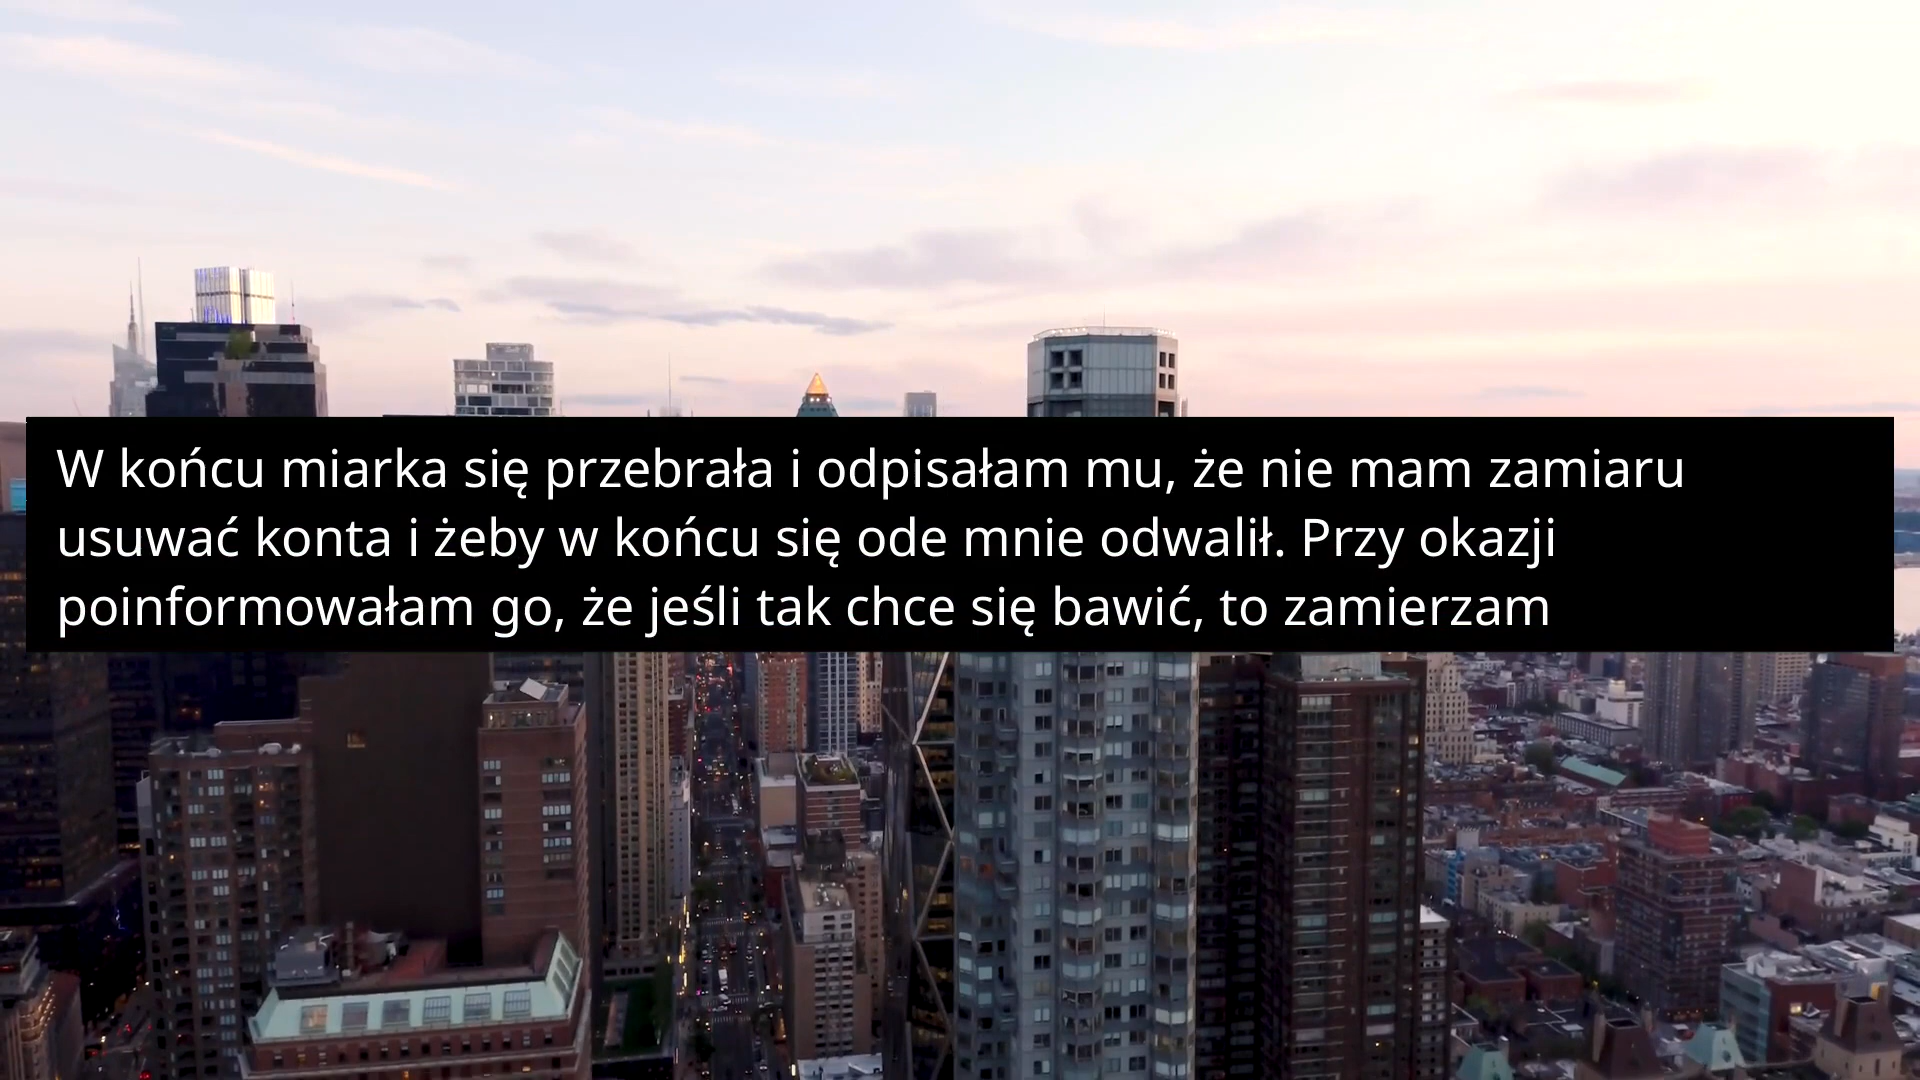 W końcu miarka się przebrała i odpisałam mu, że nie mam zamiaru
usuwać konta i żeby w końcu się ode mnie odwalił. Przy okazji
poinformowałam go, że jeśli tak chce się bawić, to zamierzam